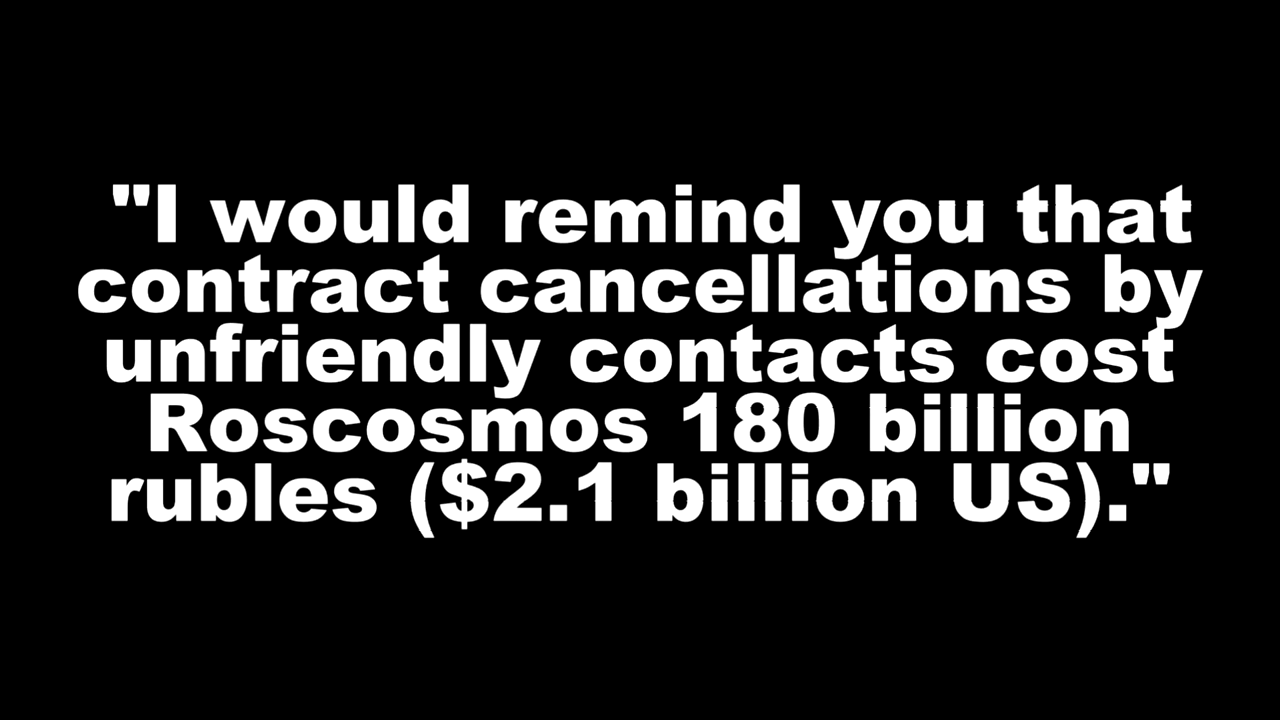 "I would remind you that
contract cancellations by
unfriendly contacts cost
Roscosmos 180 billion
rubles ($2.1 billion US)."